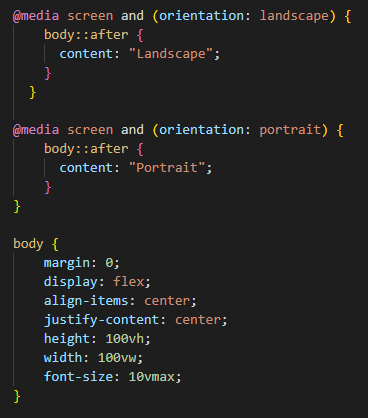 @media screen and (orientation: landscape) {
    body::after {
      content: "Landscape";
    }
  }

@media screen and (orientation: portrait) {
    body::after {
      content: "Portrait";
    }
}

body {
    margin: 0;
    display: flex;
    align-items: center;
    justify-content: center;
    height: 100vh;
    width: 100vw;
    font-size: 10vmax;
}